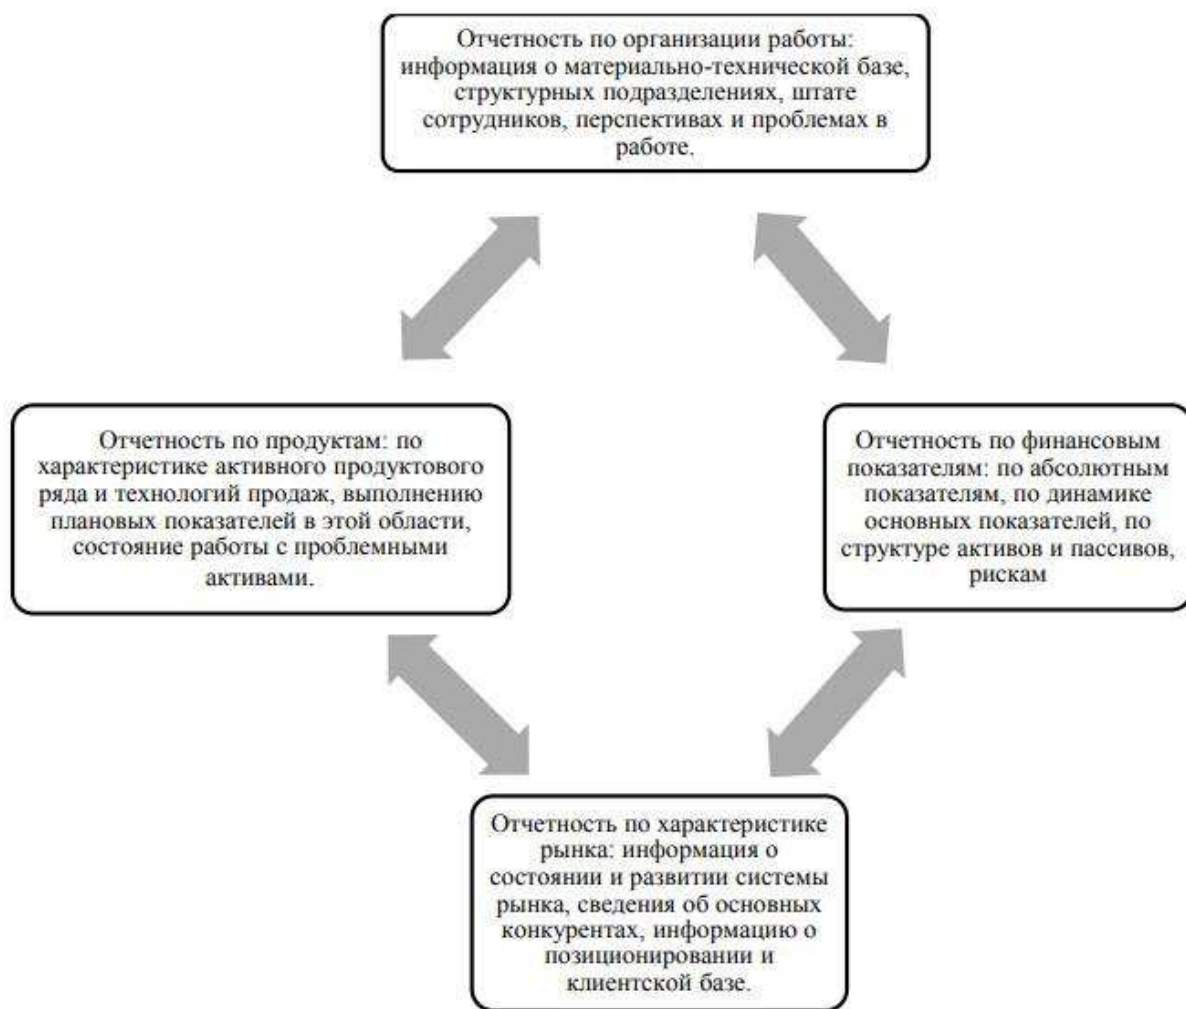 Отчетность по организации работы:
информация о материально-технической базе,
структурных подразделениях, штате
сотрудников, перспективах и проблемах в
работе.
Отчетность по продуктам: по
характеристике активного продуктового
ряда и технологий продаж, выполнению
плановых показателей в этой области,
состояние работы с проблемными
активами.
Отчетность по финансовым
показателям: по абсолютным
показателям, по динамике
основных показателей, по
структуре активов и пассивов,
рискам
Отчетность по характеристике
рынка: информация о
состоянии и развитии системы
рынка, сведения об основных
конкурентах, информацию о
позиционировании и
клиентской базе.